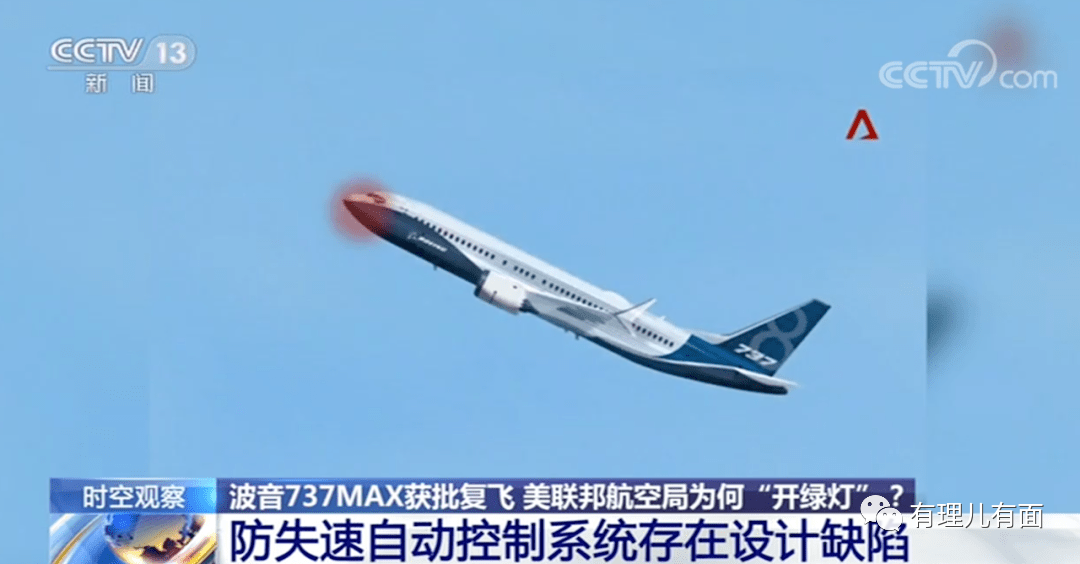 CCTV 13
新闻
CCTV.com
737
时空观察
波音737MAX获批复飞 美联邦航空局为何“开绿灯”？
有理儿有面
防失速自动控制系统存在设计缺陷